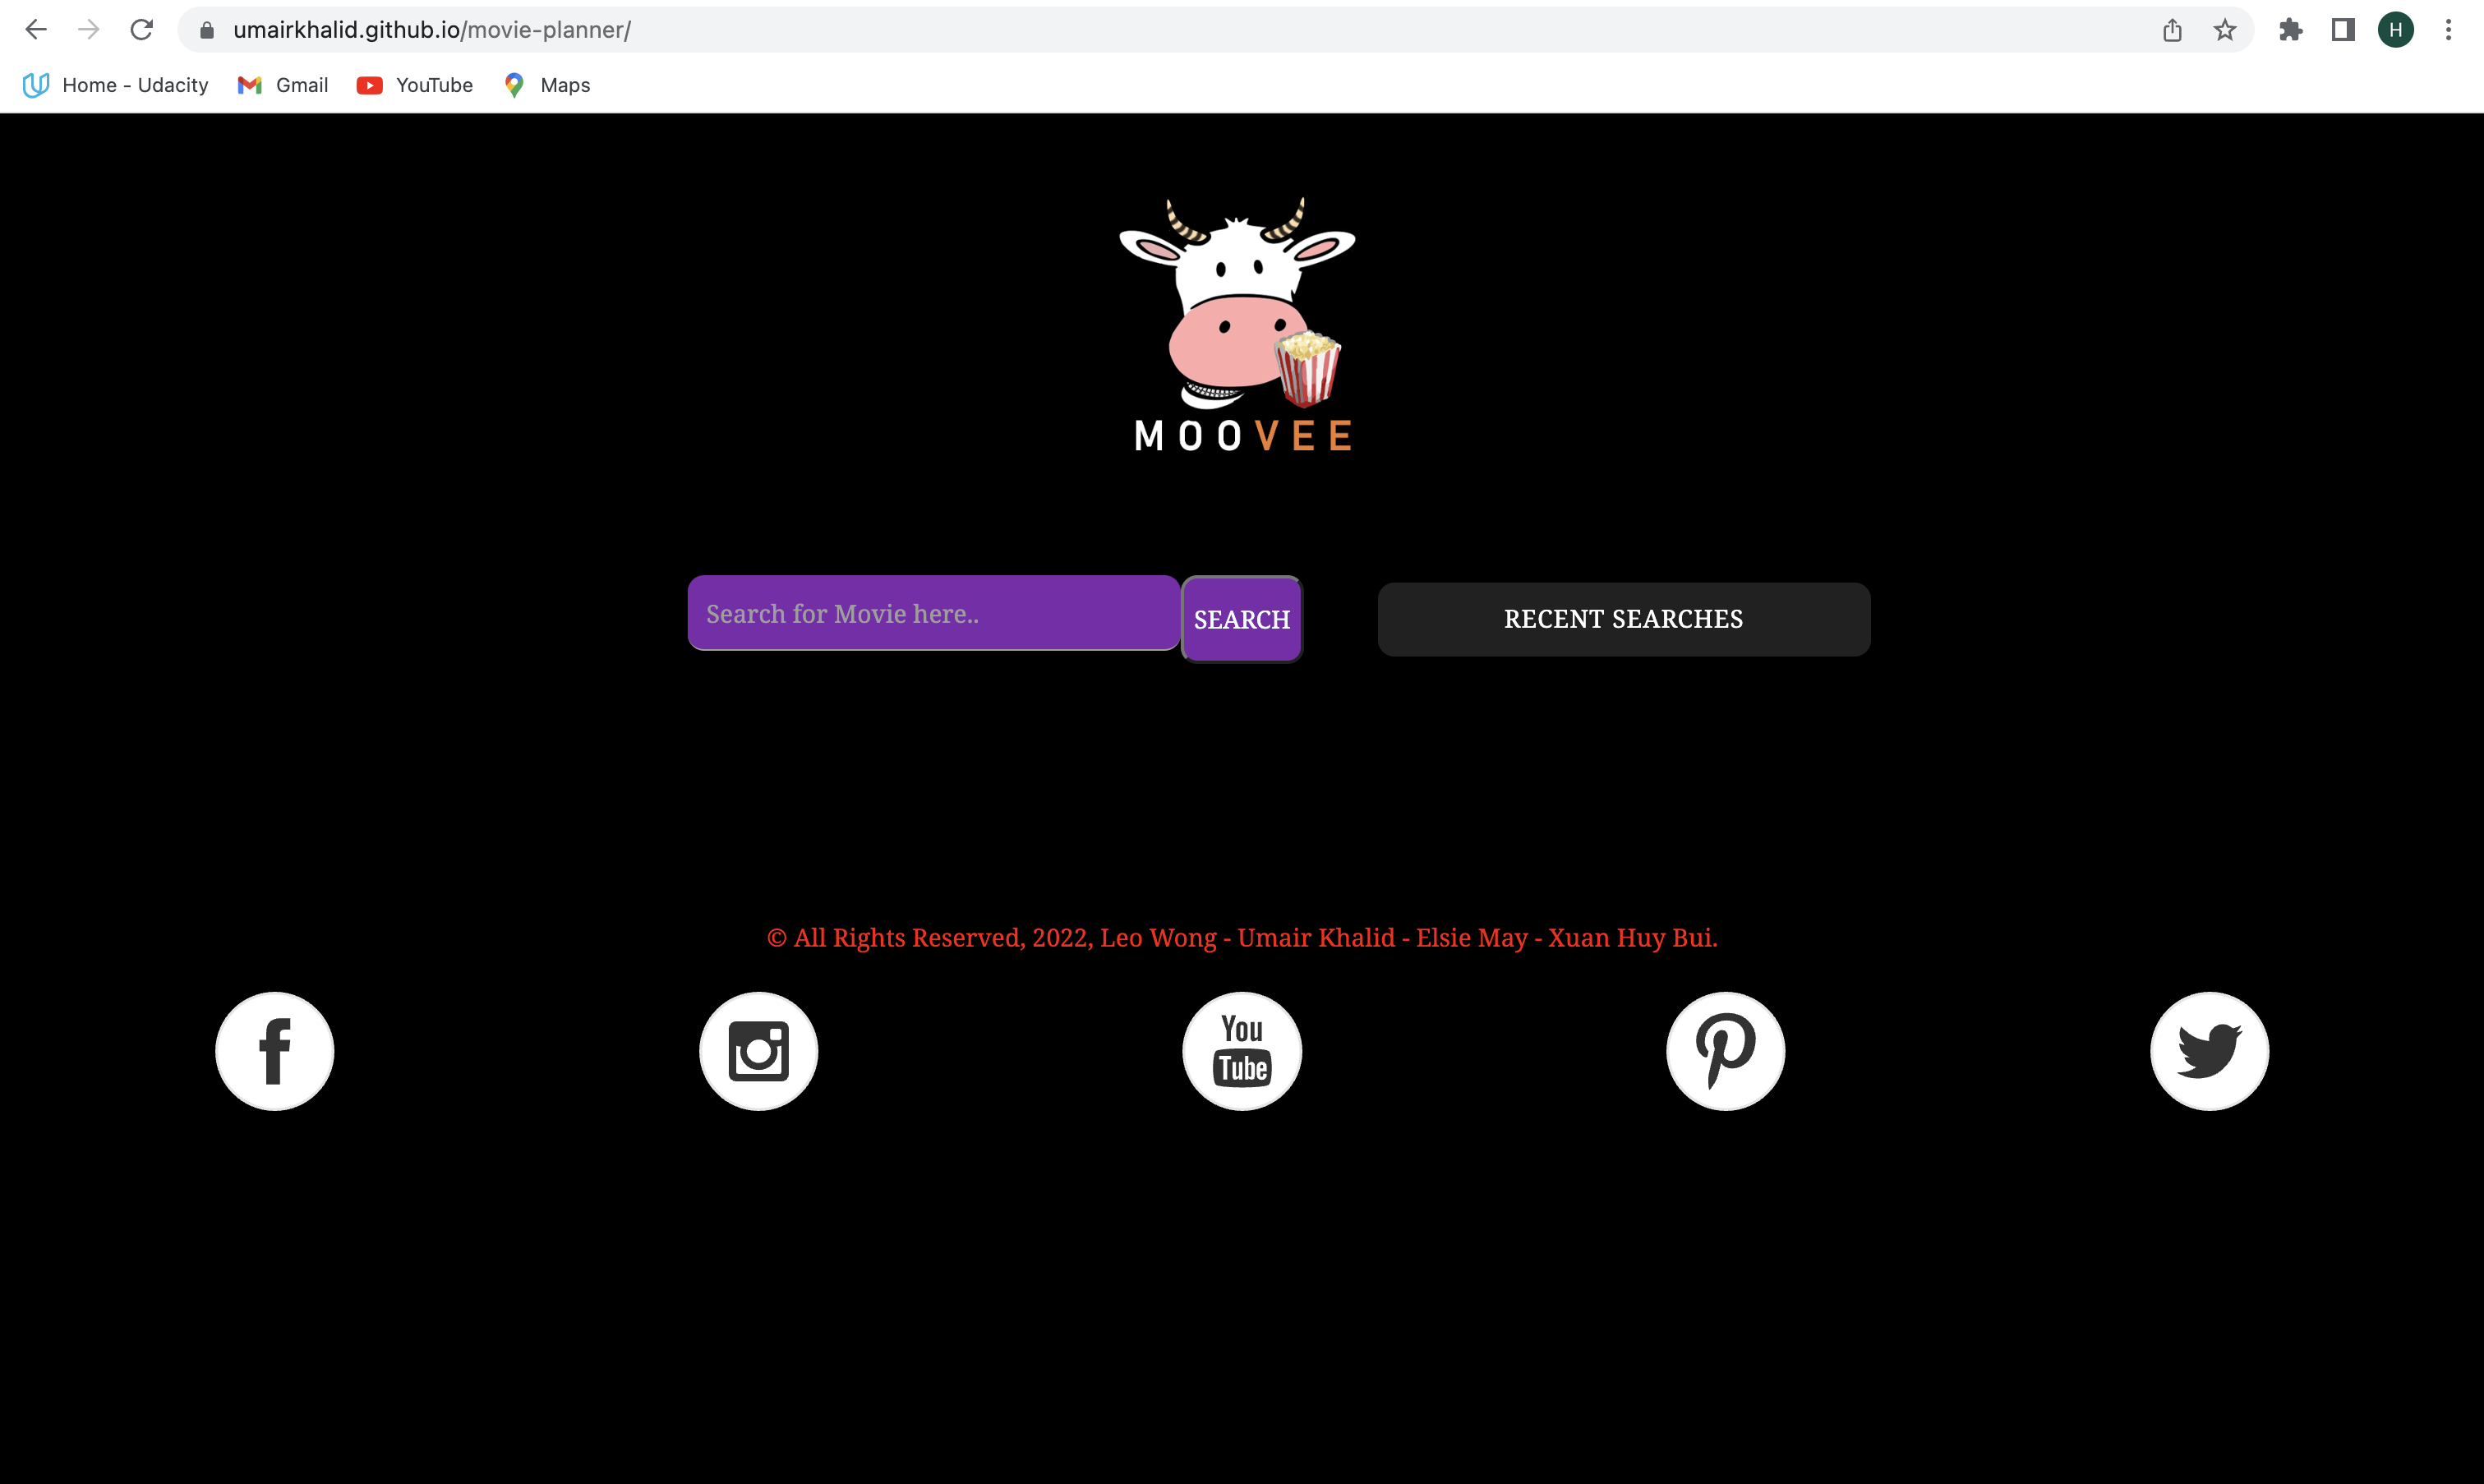 umairkhalid.github.io/movie-planner/
H
Home - Udacity Gmail YouTube Maps
MOOVEE
Search for Movie here.. SEARCH RECENT SEARCHES
© All Rights Reserved, 2022, Leo Wong - Umair Khalid - Elsie May - Xuan Huy Bui.
f
You
Tube